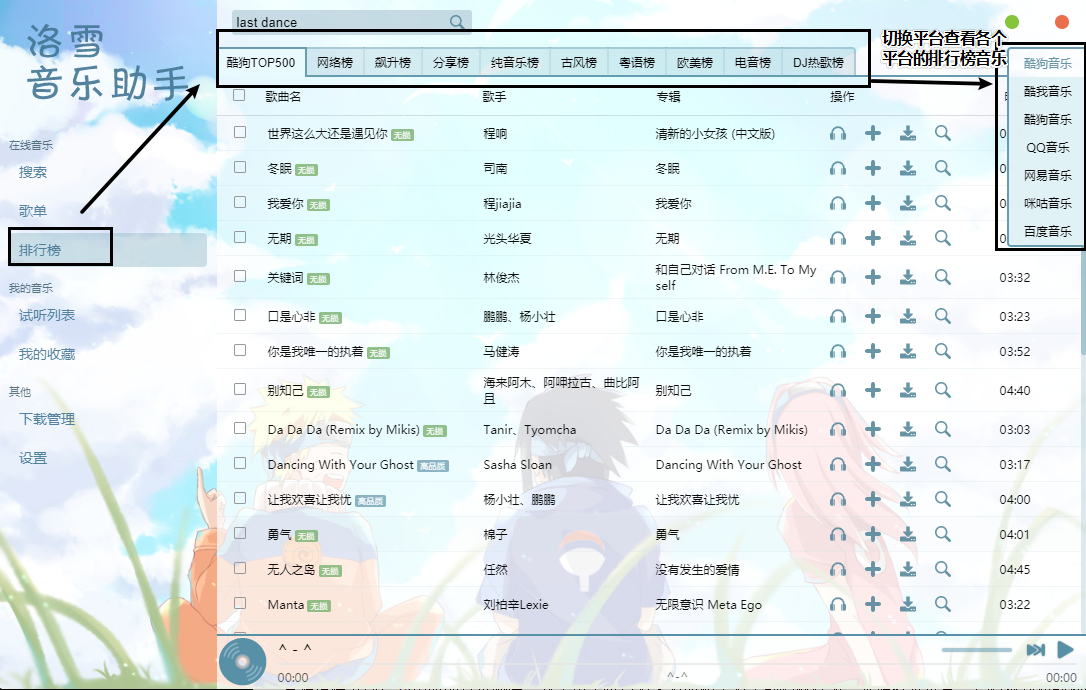 last dance
洛雪
音乐助手
切换平台查看各个
平台的排行榜音乐
酷狗TOP500 网络榜 飙升榜 分享榜 纯音乐榜 古风榜 粤语榜 欧美榜 电音榜 DJ热歌榜
酷狗音乐
酷我音乐
酷狗音乐
QQ音乐
网易音乐
咪咕音乐
百度音乐
在线音乐
搜索
歌单
排行榜
我的音乐
试听列表
我的收藏
其他
下载管理
设置
歌曲名 歌手 专辑 操作
世界这么大还是遇见你 无损 程响 清新的小女孩 (中文版)
冬眠 无损 司南 冬眠
我爱你 无损 程jiajia 我爱你
无期 无损 光头华夏 无期
关键词 无损 林俊杰 和自己对话 From M.E. To My
self 03:32
口是心非 无损 鹏鹏、杨小壮 口是心非 03:23
你是我唯一的执着 无损 马健涛 你是我唯一的执着 03:52
别知己 无损 海来阿木、阿呷拉古、曲比阿
且 别知己 04:40
Da Da Da (Remix by Mikis) 无损 Tanir、Tyomcha Da Da Da (Remix by Mikis) 03:03
Dancing With Your Ghost 高品质 Sasha Sloan Dancing With Your Ghost 03:17
让我欢喜让我忧 高品质 杨小壮、鹏鹏 让我欢喜让我忧 04:00
勇气 无损 棉子 勇气 04:01
无人之岛 无损 任然 没有发生的爱情 04:45
Manta 无损 刘柏辛Lexie 无限意识 Meta Ego 03:22
^ - ^
00:00 ^-^ 00:00